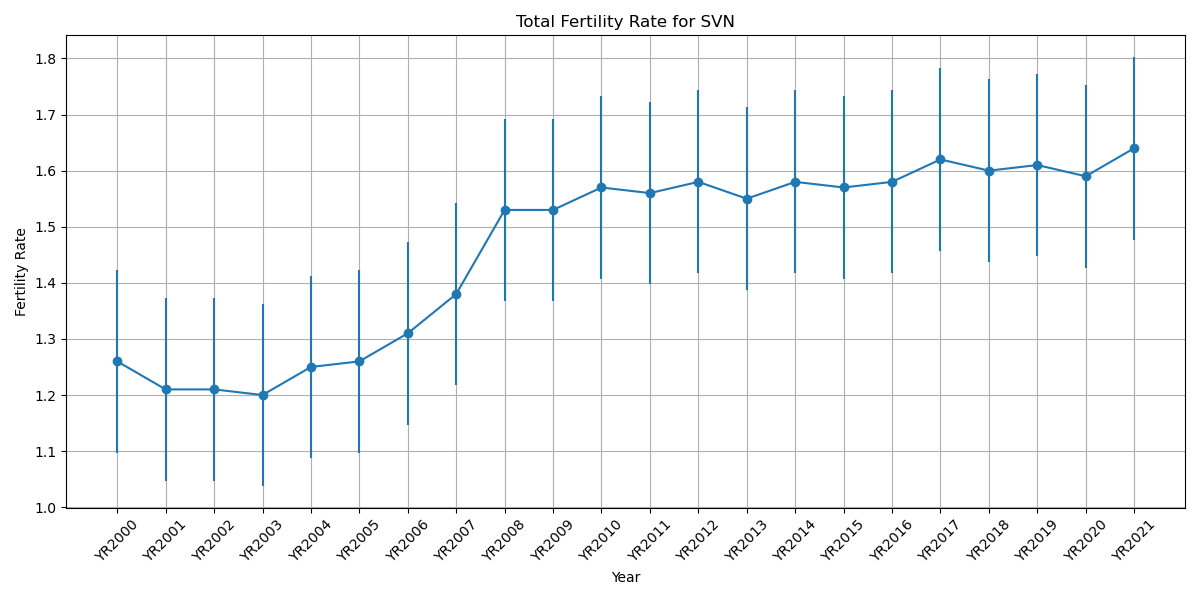 Total Fertility Rate for SVN
Fertility Rate
1.8
1.7
1.6
1.5
1.4
1.3
1.2
1.1
1.0
YR2000
YR2001
YR2002
YR2003
YR2004
YR2005
YR2006
YR2007
YR2008
YR2009
YR2010
YR2011
YR2012
YR2013
YR2014
YR2015
YR2016
YR2017
YR2018
YR2019
YR2020
YR2021
Year